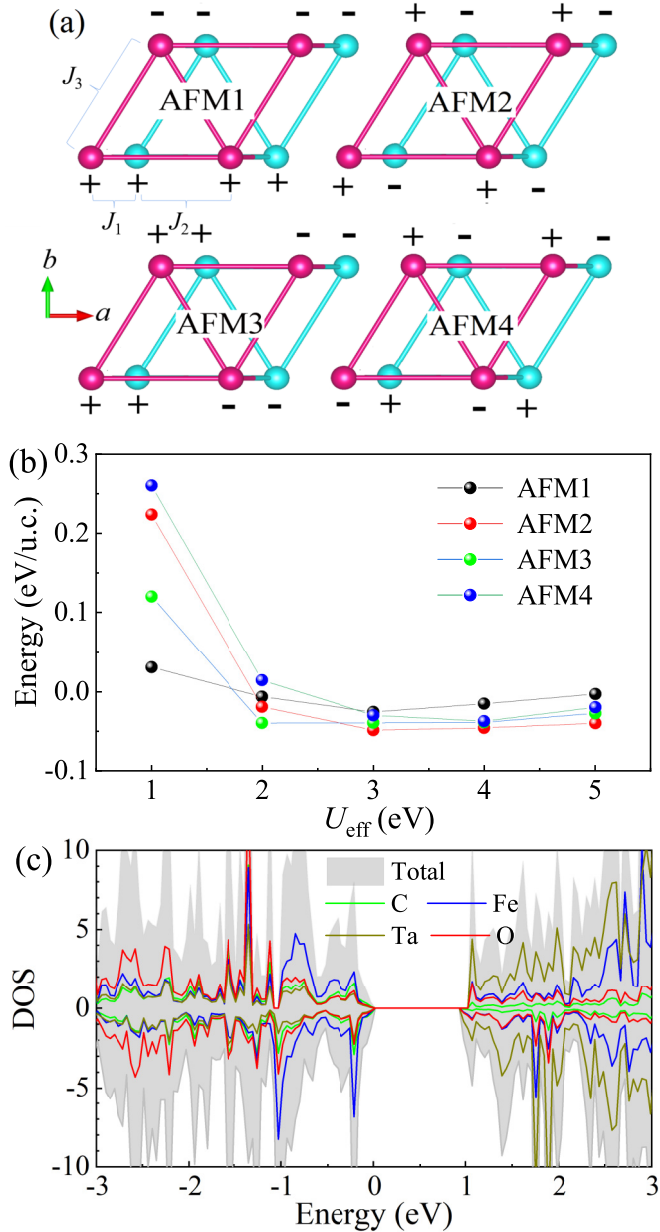 (a)
- - - - + - + -
J3
AFM1 AFM2
+ + + + + - + -
J1 J2
+ + - - + - + -
b
a
AFM3 AFM4
+ + - - - + - +
(b)
0.3
0.2
0.1
0.0
-0.1
Energy (eV/u.c.)
AFM1
AFM2
AFM3
AFM4
1 2 3 4 5
Ueff (eV)
(c)
10
5
0
-5
-10
DOS
Total
C Fe
Ta O
-3 -2 -1 0 1 2 3
Energy (eV)